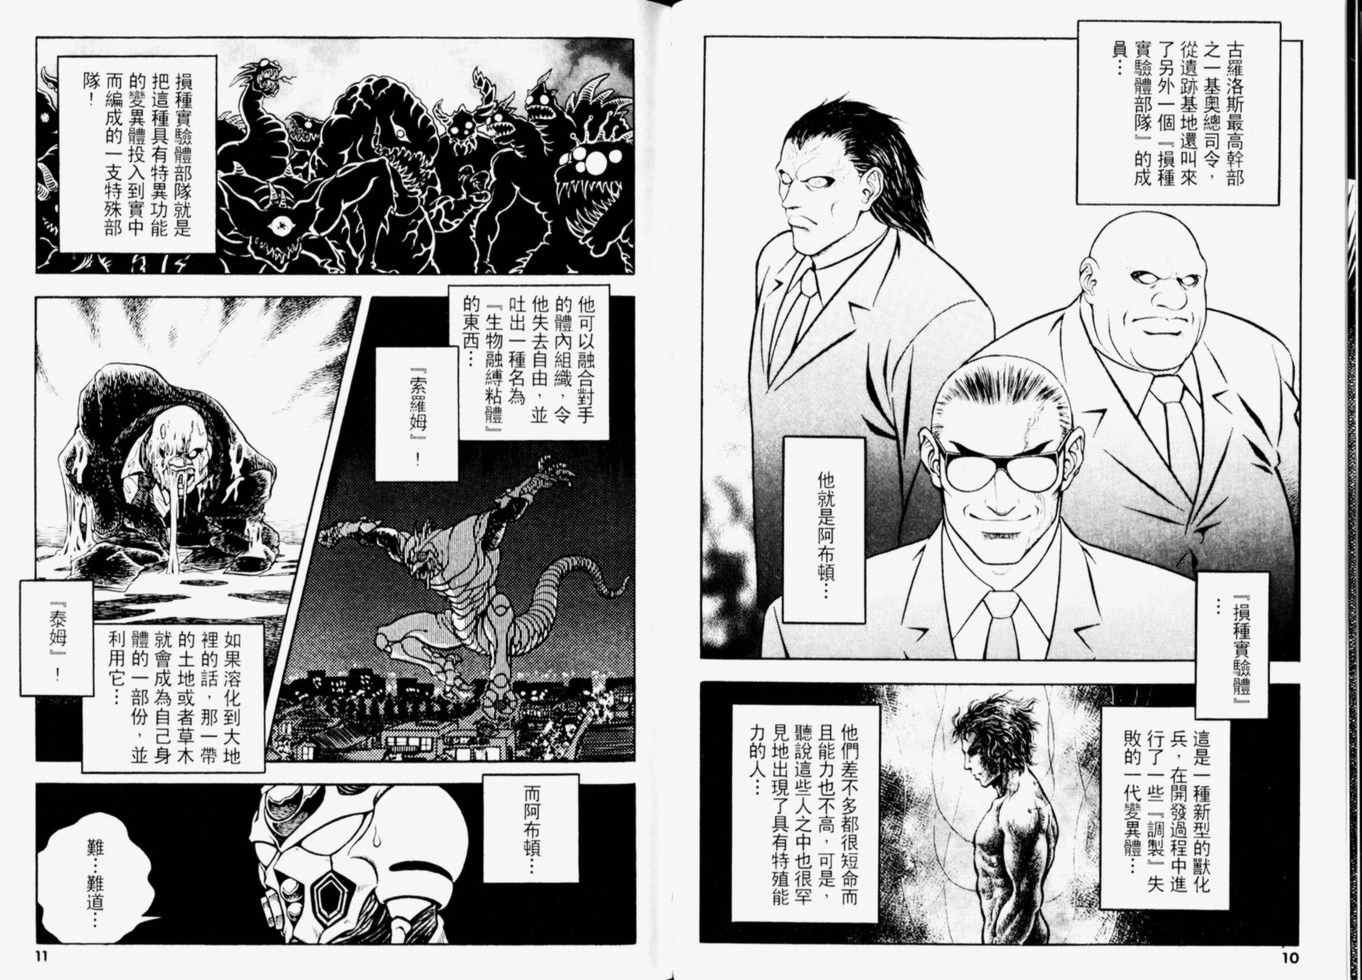 古羅洛斯最高幹部
之一基奧總司令，
從遺跡基地還叫來
了另外一個『損種
實驗體部隊』的成
員…
他就是阿布頓…
『損種實驗體』
…
這是一種新型的獸化
兵，在開發過程中進
行了一些『調製』失
敗的一代變異體…
他們差不多都很短命而
且能力也不高，可是，
聽說這些人之中也很罕
見地出現了具有特殖能
力的人…
10
損種實驗體部隊就是
把這種具有特異功能
的變異體投入到實中
而編成的一支特殊部
隊！
他可以融合對手
的體內組織，令
他失去自由，並
吐出一種名為
『生物融縛粘體』
的東西…
『索羅姆』！
如果溶化到大地
裡的話，那一帶
的土地或者草木
就會成為自己身
體的一部份，並
利用它…
『泰姆』！
而阿布頓…
難…難道…
11